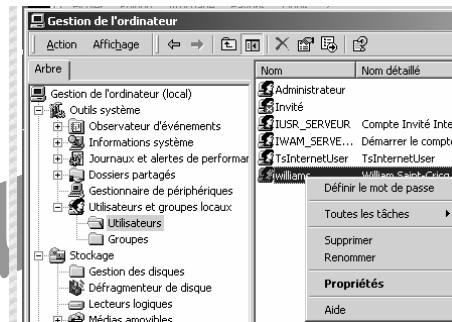 Gestion de l'ordinateur
Action Affichage
Arbre
Nom Nom détaillé
Gestion de l'ordinateur (local)
Outils système
Observateur d'événements
Informations système
Journaux et alertes de performar
Dossiers partagés
Gestionnaire de périphériques
Utilisateurs et groupes locaux
Utilisateurs
Groupes
Stockage
Gestion des disques
Défragmenteur de disque
Lecteurs logiques
Médias amovibles
Administrateur
Invité
IUSR_SERVEUR Compte Invité Inte
IWAM_SERVE... Démarrer le compte
TsInternetUser TsInternetUser
williams William Saint-Cricq
Définir le mot de passe
Toutes les tâches
Supprimer
Renommer
Propriétés
Aide